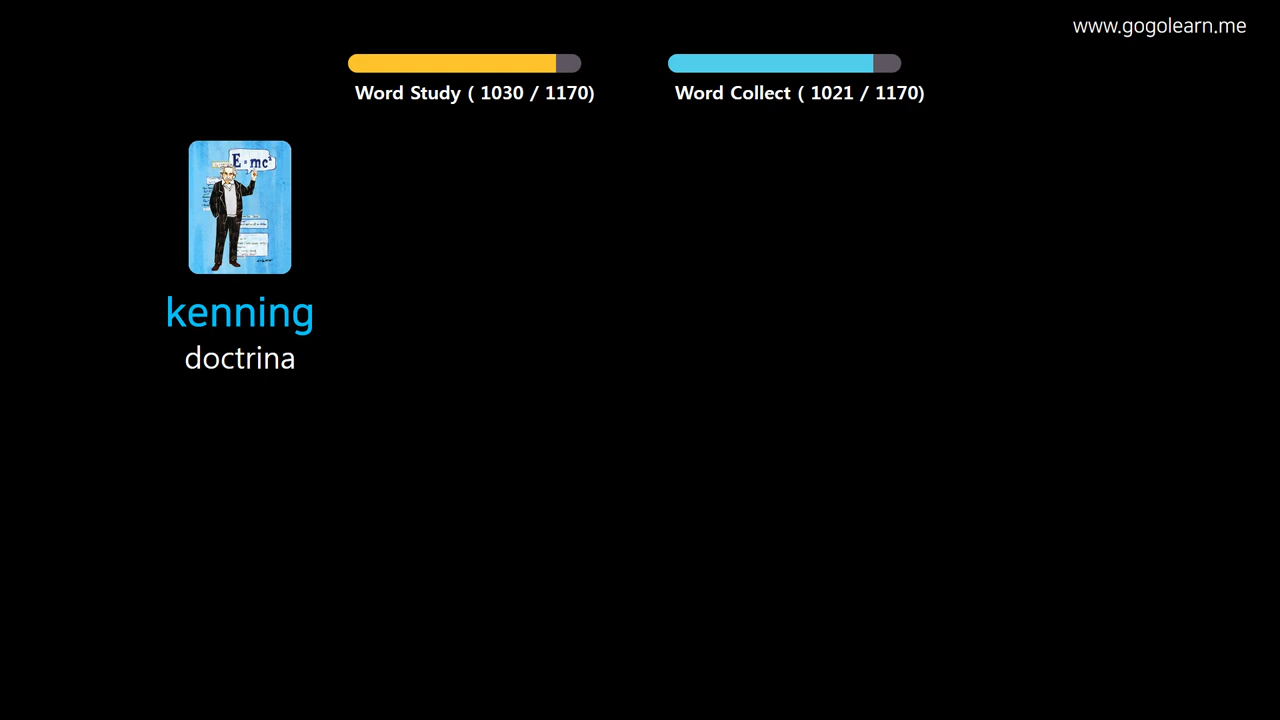 www.gogolearn.me
Word Study ( 1030 / 1170)
Word Collect ( 1021 / 1170)
E=mc²
kenning
doctrina